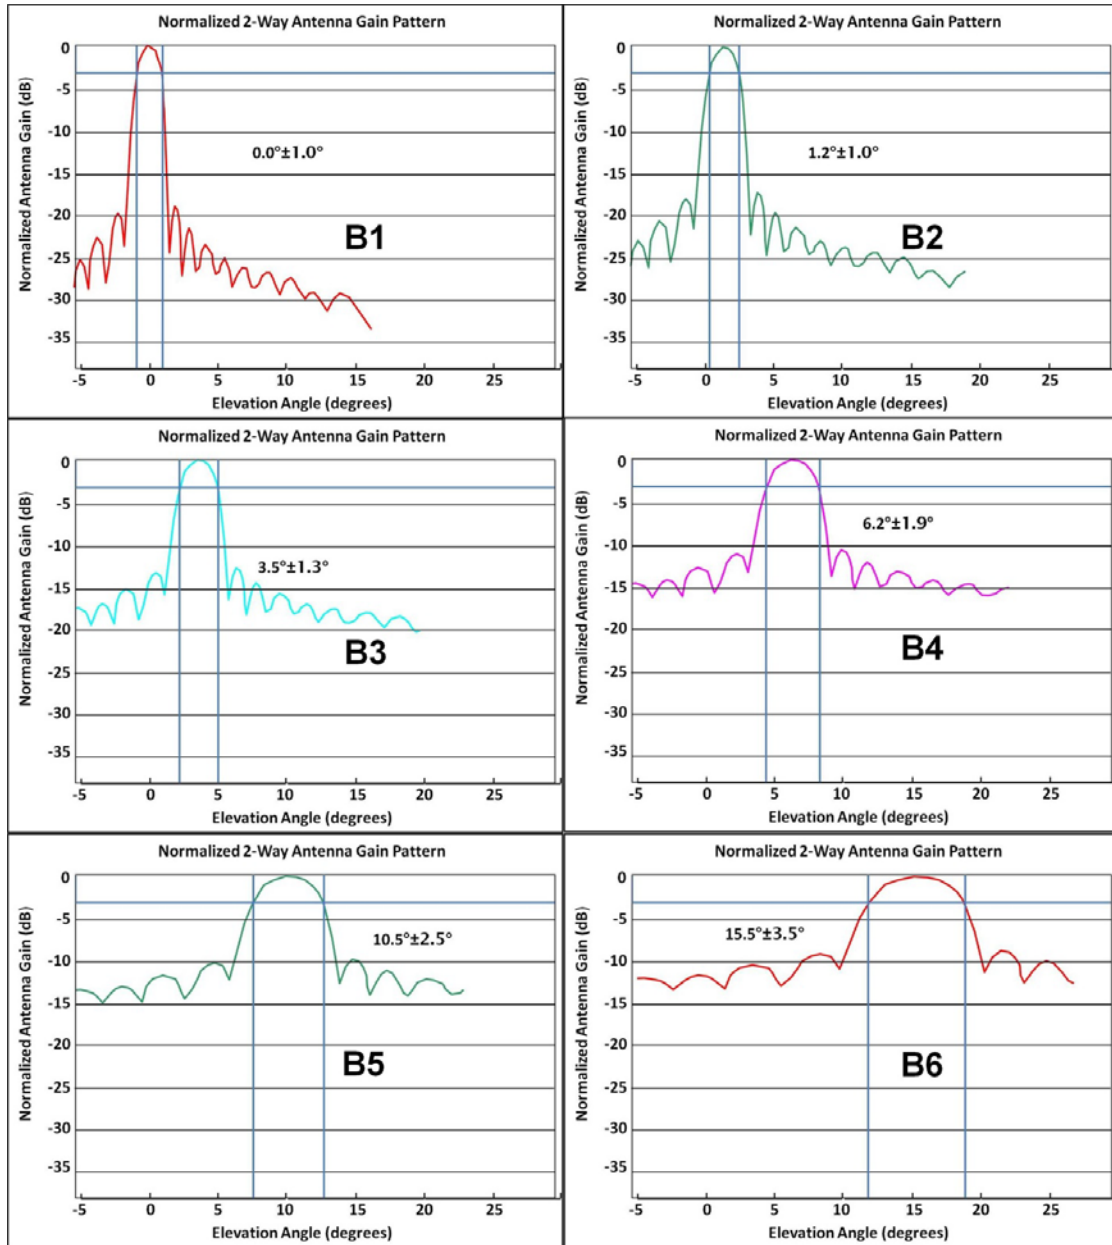 Normalized 2-Way Antenna Gain Pattern
Normalized Antenna Gain (dB)
0
-5
-10
-15
-20
-25
-30
-35
0.0°±1.0°
B1
-5 0 5 10 15 20 25
Elevation Angle (degrees)
Normalized 2-Way Antenna Gain Pattern
Normalized Antenna Gain (dB)
0
-5
-10
-15
-20
-25
-30
-35
1.2°±1.0°
B2
-5 0 5 10 15 20 25
Elevation Angle (degrees)
Normalized 2-Way Antenna Gain Pattern
Normalized Antenna Gain (dB)
0
-5
-10
-15
-20
-25
-30
-35
3.5°±1.3°
B3
-5 0 5 10 15 20 25
Elevation Angle (degrees)
Normalized 2-Way Antenna Gain Pattern
Normalized Antenna Gain (dB)
0
-5
-10
-15
-20
-25
-30
-35
6.2°±1.9°
B4
-5 0 5 10 15 20 25
Elevation Angle (degrees)
Normalized 2-Way Antenna Gain Pattern
Normalized Antenna Gain (dB)
0
-5
-10
-15
-20
-25
-30
-35
10.5°±2.5°
B5
-5 0 5 10 15 20 25
Elevation Angle (degrees)
Normalized 2-Way Antenna Gain Pattern
Normalized Antenna Gain (dB)
0
-5
-10
-15
-20
-25
-30
-35
15.5°±3.5°
B6
-5 0 5 10 15 20 25
Elevation Angle (degrees)